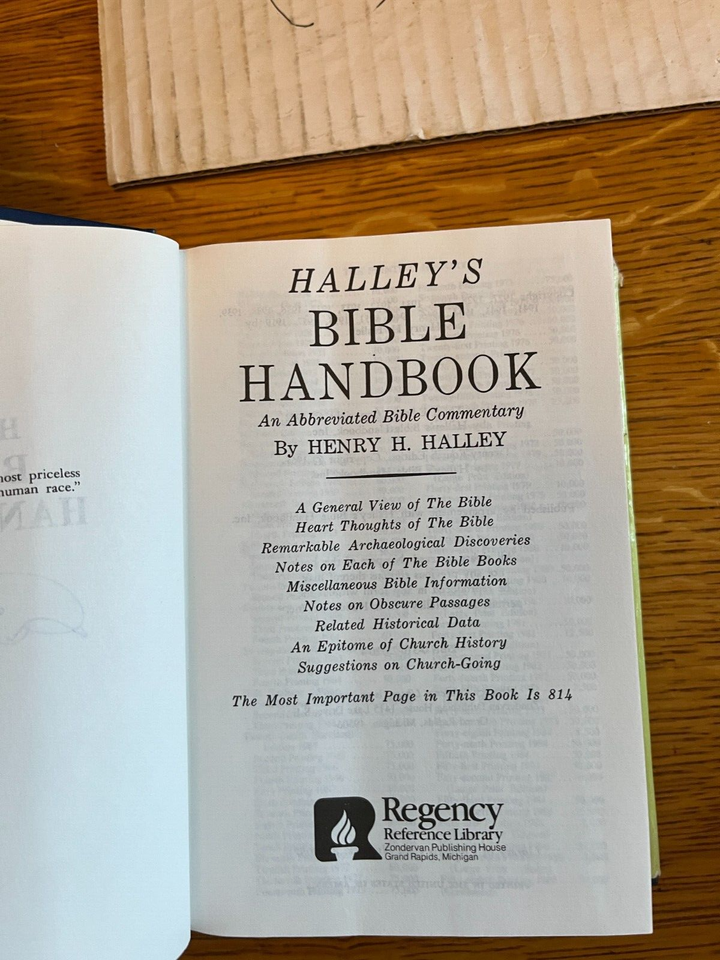 most priceless
human race.”
HALLEY’S
BIBLE
HANDBOOK
An Abbreviated Bible Commentary
By HENRY H. HALLEY
A General View of The Bible
Heart Thoughts of The Bible
Remarkable Archaeological Discoveries
Notes on Each of The Bible Books
Miscellaneous Bible Information
Notes on Obscure Passages
Related Historical Data
An Epitome of Church History
Suggestions on Church-Going
The Most Important Page in This Book Is 814
Regency
Reference Library
Zondervan Publishing House
Grand Rapids, Michigan